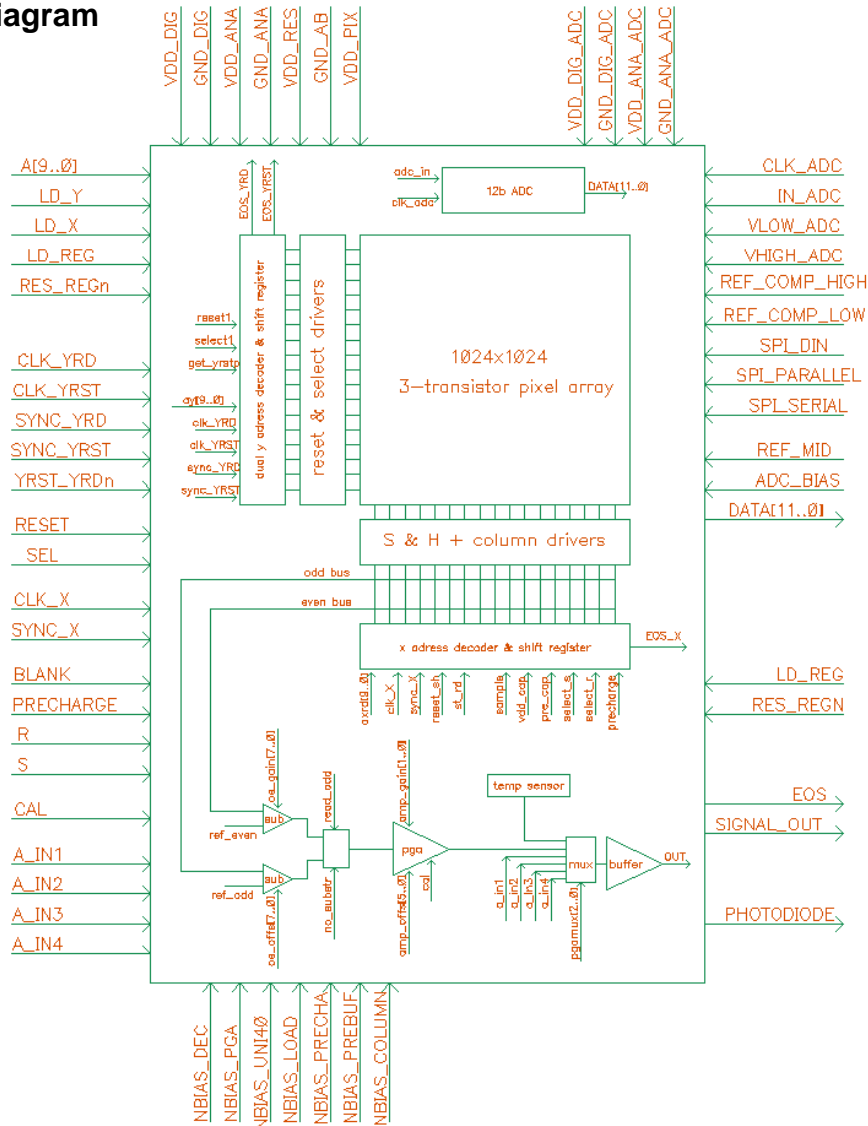 iagram
VDD_DIG
GND_DIG
VDD_ANA
GND_ANA
VDD_RES
GND_AB
VDD_PIX
VDD_DIG_ADC
GND_DIG_ADC
VDD_ANA_ADC
GND_ANA_ADC
A[9..0]
LD_Y
LD_X
LD_REG
RES_REGn
CLK_YRD
CLK_YRST
SYNC_YRD
SYNC_YRST
YRST_YRDn
RESET
SEL
CLK_X
SYNC_X
BLANK
PRECHARGE
R
S
CAL
A_IN1
A_IN2
A_IN3
A_IN4
EOS_YRD
EOS_YRST
adc_in
clk_adc
12b ADC
DATA[11..0]
reset1
select1
get_yrstp
ay[9..0]
clk_YRD
clk_YRST
sync_YRD
sync_YRST
dual y adress decoder & shift register
reset & select drivers
1024x1024
3-transistor pixel array
S & H + column drivers
odd bus
even bus
x adress decoder & shift register
EOS_X
axrd[9..0]
clk_X
sync_X
reset_sh
st_rd
sample
vdd_cap
pre_cap
select_s
select_r
precharge
oa_gain[7..0]
read_odd
amp_gain[1..0]
temp sensor
sub
ref_even
sub
ref_odd
pga
cal
mux
buffer
OUT
a_in1
a_in2
a_in3
a_in4
oa_offs[7..0]
no_substr
amp_offs[5..0]
pgamux[2..0]
CLK_ADC
IN_ADC
VLOW_ADC
VHIGH_ADC
REF_COMP_HIGH
REF_COMP_LOW
SPI_DIN
SPI_PARALLEL
SPI_SERIAL
REF_MID
ADC_BIAS
DATA[11..0]
LD_REG
RES_REGN
EOS
SIGNAL_OUT
PHOTODIODE
NBIAS_DEC
NBIAS_PGA
NBIAS_UNI40
NBIAS_LOAD
NBIAS_PRECHA
NBIAS_PREBUF
NBIAS_COLUMN